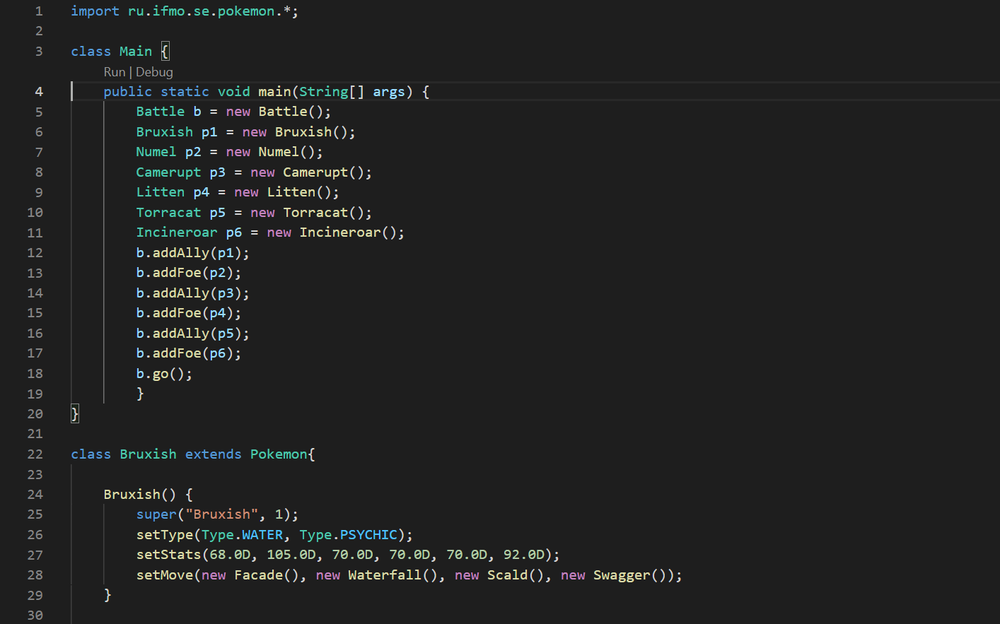 1 import ru.ifmo.se.pokemon.*;
2
3 class Main {
Run | Debug
4 public static void main(String[] args) {
5 Battle b = new Battle();
6 Bruxish p1 = new Bruxish();
7 Numel p2 = new Numel();
8 Camerupt p3 = new Camerupt();
9 Litten p4 = new Litten();
10 Torracat p5 = new Torracat();
11 Incineroar p6 = new Incineroar();
12 b.addAlly(p1);
13 b.addFoe(p2);
14 b.addAlly(p3);
15 b.addFoe(p4);
16 b.addAlly(p5);
17 b.addFoe(p6);
18 b.go();
19 }
20 }
21
22 class Bruxish extends Pokemon{
23
24 Bruxish() {
25 super("Bruxish", 1);
26 setType(Type.WATER, Type.PSYCHIC);
27 setStats(68.0D, 105.0D, 70.0D, 70.0D, 70.0D, 92.0D);
28 setMove(new Facade(), new Waterfall(), new Scald(), new Swagger());
29 }
30